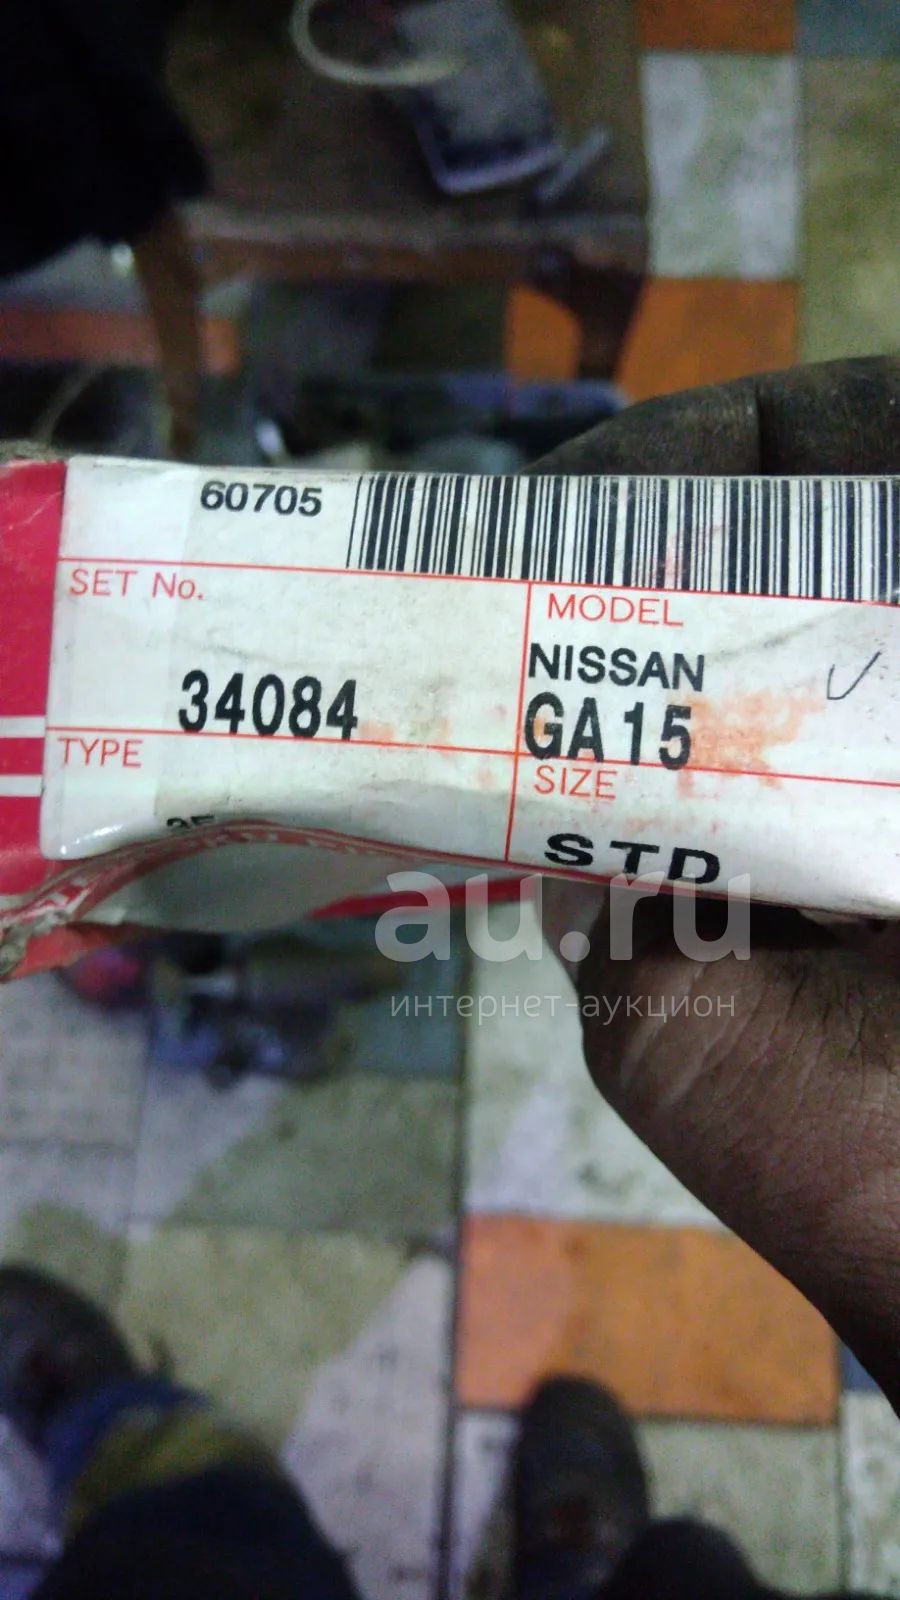 60705
SET No.
34084
MODEL
NISSAN
GA15
TYPE
SIZE
STD
au.ru
интернет-аукцион